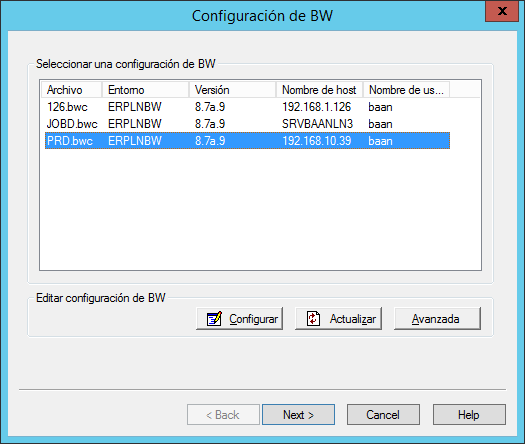 Configuración de BW
X
Seleccionar una configuración de BW
Archivo Entorno Versión Nombre de host Nombre de us...
126.bwc ERPLNBW 8.7a.9 192.168.1.126 baan
JOBD.bwc ERPLNBW 8.7a.9 SRVBAANLN3 baan
PRD.bwc ERPLNBW 8.7a.9 192.168.10.39 baan
Editar configuración de BW
Configurar Actualizar Avanzada
< Back Next > Cancel Help